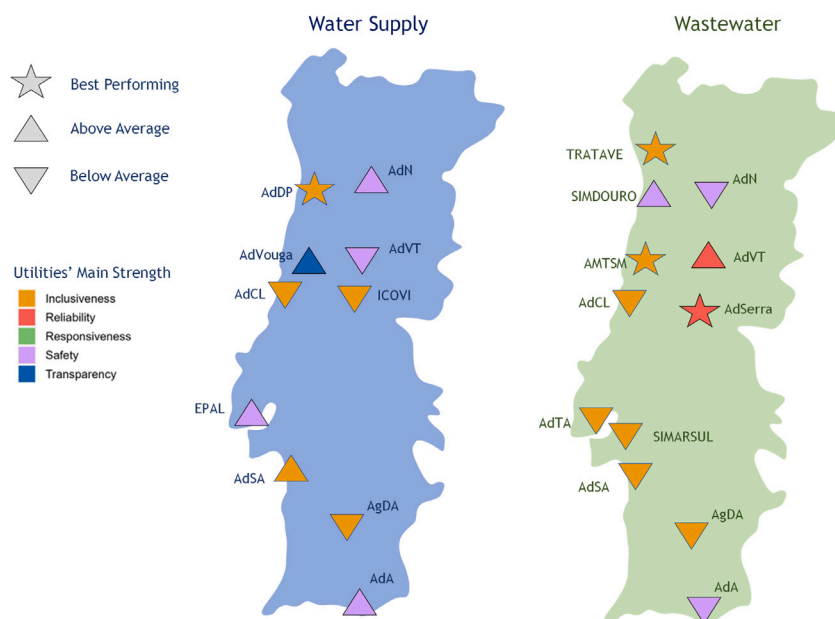 Water Supply
Wastewater
Best Performing
Above Average
Below Average
Utilities’ Main Strength
Inclusiveness
Reliability
Responsiveness
Safety
Transparency
AdN
AdDP
AdVouga
AdVT
AdCL
ICOVI
EPAL
AdSA
AgDA
AdA
TRATAVE
SIMDOURO
AdN
AMTSM
AdVT
AdCL
AdSerra
AdTA
SIMARSUL
AdSA
AgDA
AdA